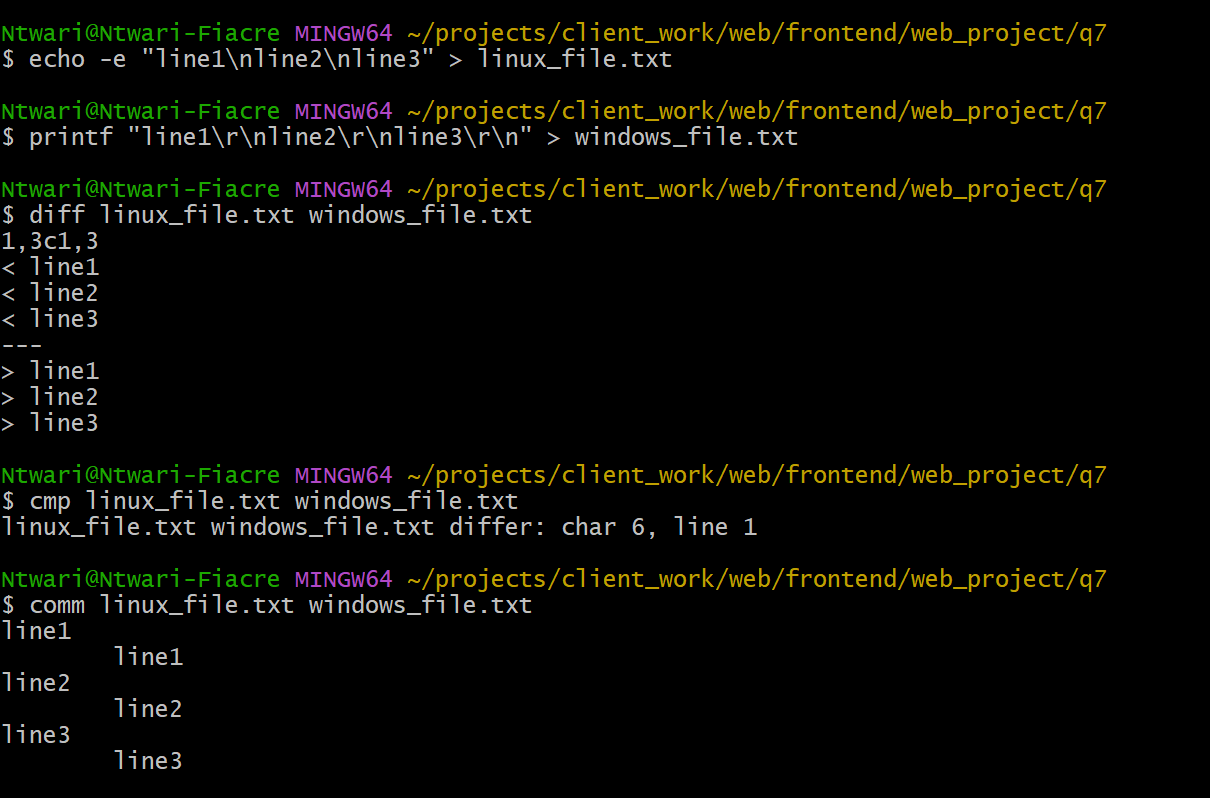 Ntwari@Ntwari-Fiacre MINGW64 ~/projects/client_work/web/frontend/web_project/q7
$ echo -e "line1\nline2\nline3" > linux_file.txt
Ntwari@Ntwari-Fiacre MINGW64 ~/projects/client_work/web/frontend/web_project/q7
$ printf "line1\r\nline2\r\nline3\r\n" > windows_file.txt
Ntwari@Ntwari-Fiacre MINGW64 ~/projects/client_work/web/frontend/web_project/q7
$ diff linux_file.txt windows_file.txt
1,3c1,3
< line1
< line2
< line3
---
> line1
> line2
> line3
Ntwari@Ntwari-Fiacre MINGW64 ~/projects/client_work/web/frontend/web_project/q7
$ cmp linux_file.txt windows_file.txt
linux_file.txt windows_file.txt differ: char 6, line 1
Ntwari@Ntwari-Fiacre MINGW64 ~/projects/client_work/web/frontend/web_project/q7
$ comm linux_file.txt windows_file.txt
line1
        line1
line2
        line2
line3
        line3